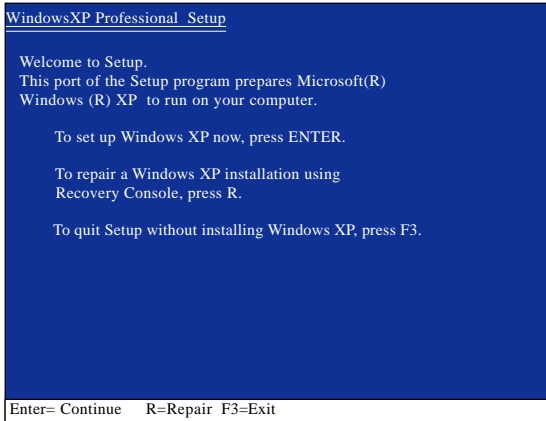 WindowsXP Professional Setup
Welcome to Setup.
This port of the Setup program prepares Microsoft(R)
Windows (R) XP to run on your computer.
To set up Windows XP now, press ENTER.
To repair a Windows XP installation using
Recovery Console, press R.
To quit Setup without installing Windows XP, press F3.
Enter= Continue R=Repair F3=Exit